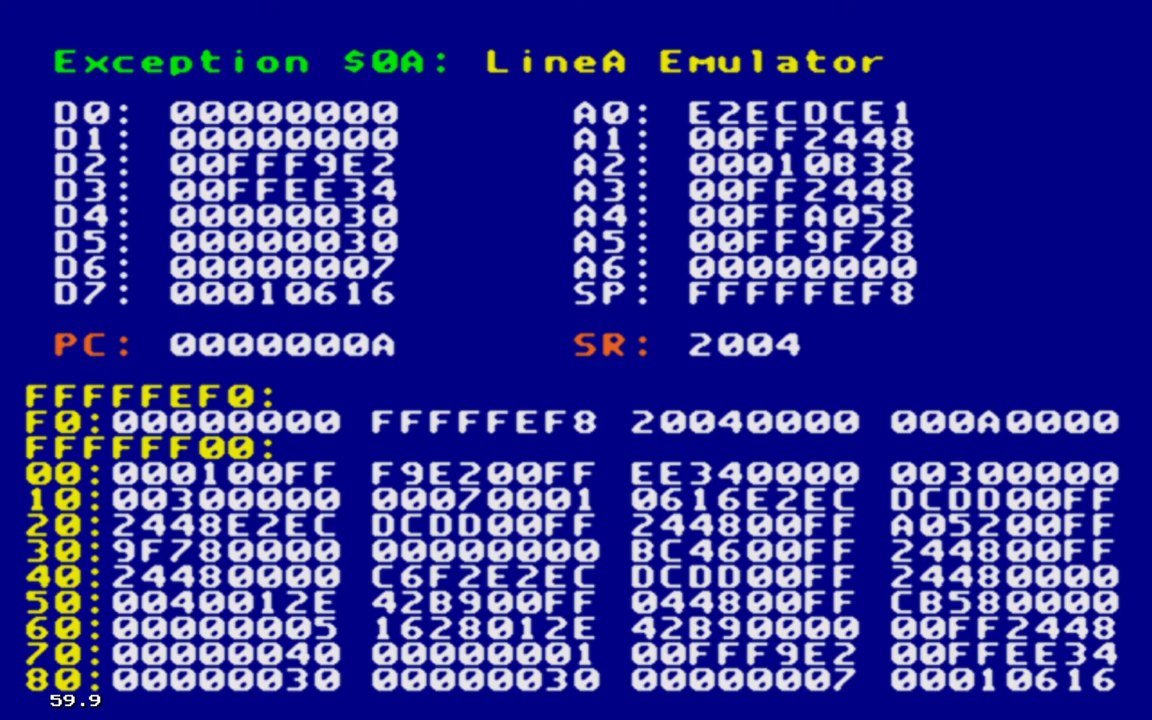 Exception $0A: LineA Emulator
D0: 00000000 A0: E2ECDCE1
D1: 00000000 A1: 00FF2448
D2: 00FFF9E2 A2: 00010B32
D3: 00FFEE34 A3: 00FF2448
D4: 00000030 A4: 00FFA052
D5: 00000030 A5: 00FF9F78
D6: 00000007 A6: 00000000
D7: 00010616 SP: FFFFFEF8
PC: 0000000A SR: 2004
FFFFFEF0:
F0:00000000 FFFFFEF8 20040000 000A0000
FFFFFF00:
00:000100FF F9E200FF EE340000 00300000
10:00300000 00070001 0616E2EC DCDD00FF
20:2448E2EC DCDD00FF 244800FF A05200FF
30:9F780000 00000000 BC4600FF 244800FF
40:24480000 C6F2E2EC DCDD00FF 24480000
50:0040012E 42B900FF 044800FF CB580000
60:00000005 1628012E 42B90000 00FF2448
70:00000040 00000001 00FFF9E2 00FFEE34
80:00000030 00000030 00000007 00010616
59.9